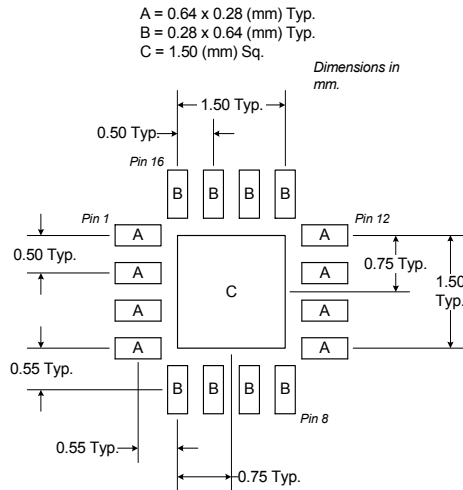 A = 0.64 x 0.28 (mm) Typ.
B = 0.28 x 0.64 (mm) Typ.
C = 1.50 (mm) Sq.
Dimensions in
mm.
1.50 Typ.
0.50 Typ.
Pin 16
B B B B
Pin 1
Pin 12
A A
0.50 Typ.
A A
0.75 Typ.
C
1.50
Typ.
A A
A A
0.55 Typ.
B B B B
Pin 8
0.55 Typ.
0.75 Typ.